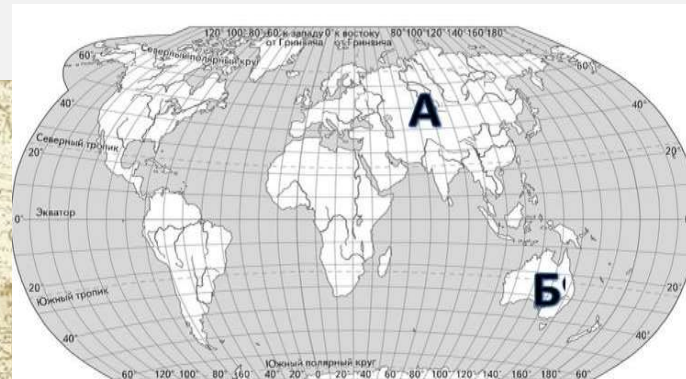 120° 100° 80° 60° к западу 0° к востоку 80° 100° 120° 140° 160° 180°
от Гринвича от Гринвича
Северный полярный круг
60° 60°
А
40° 40°
Северный тропик
20° 20°
Экватор
0° 0°
Б
20° 20°
Южный тропик
40° 40°
Южный полярный круг
60° 120° 100° 80° 60° 40° 20° 0° 20° 40° 60° 80° 100° 120° 140° 180° 60°